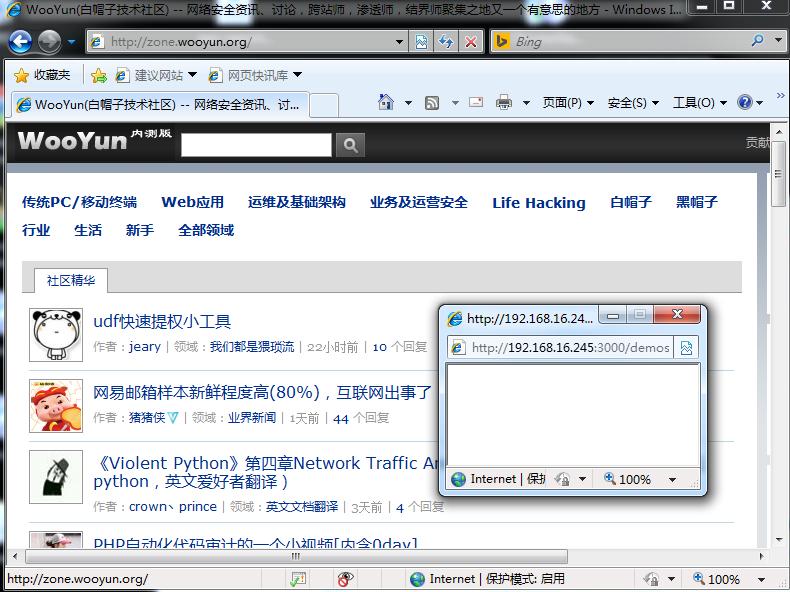 WooYun(白帽子技术社区) -- 网络安全资讯、讨论，跨站师，渗透师，结界师聚集之地又一个有意思的地方 - Windows I...
http://zone.wooyun.org/
Bing
收藏夹 建议网站 网页快讯库
WooYun(白帽子技术社区) -- 网络安全资讯、讨...
页面(P) 安全(S) 工具(O)
WooYun 内测版
贡献
传统PC/移动终端 Web应用 运维及基础架构 业务及运营安全 Life Hacking 白帽子 黑帽子
行业 生活 新手 全部领域
社区精华
udf快速提权小工具
作者：jeary | 领域：我们都是猥琐流 | 22小时前 | 10 个回复
网易邮箱样本新鲜程度高(80%)，互联网出事了
作者：猪猪侠 | 领域：业界新闻 | 1天前 | 44 个回复
《Violent Python》第四章Network Traffic
python，英文爱好者翻译）
作者：crown丶prince | 领域：英文文档翻译 | 3天前 | 4 个回复
PHP自动化代码审计的一个小视频[内含0day]
http://192.168.16.24...
http://192.168.16.245:3000/demos
Internet | 保护
100%
http://zone.wooyun.org/
Internet | 保护模式: 启用
100%